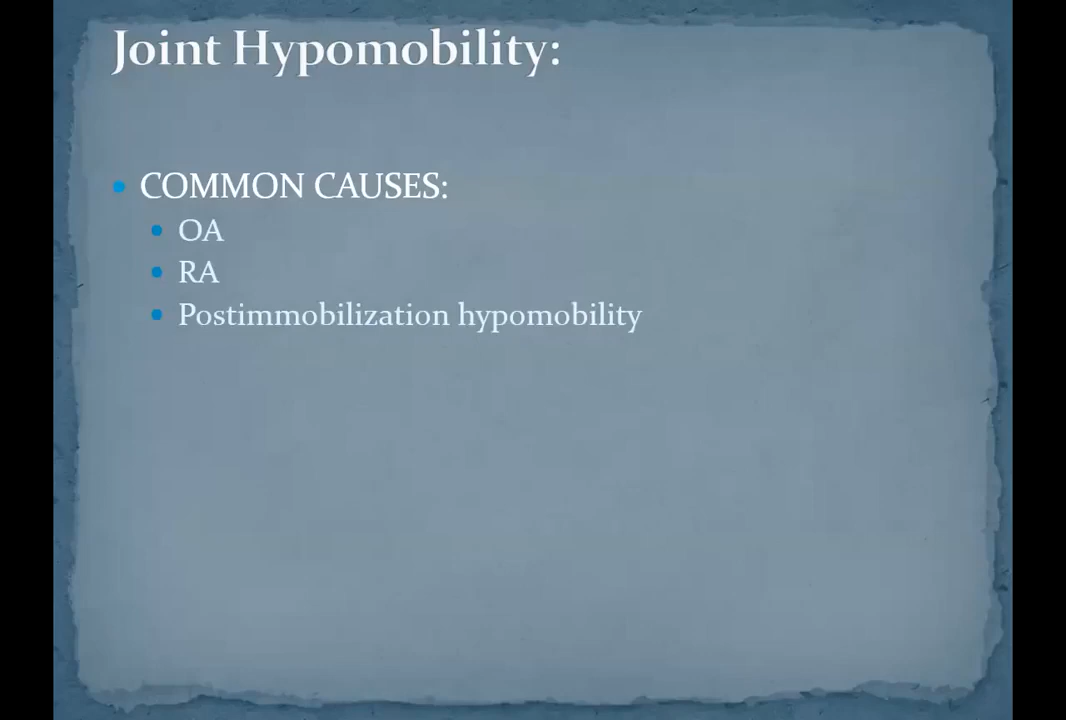 Joint Hypomobility:
• COMMON CAUSES:
• OA
• RA
• Postimmobilization hypomobility